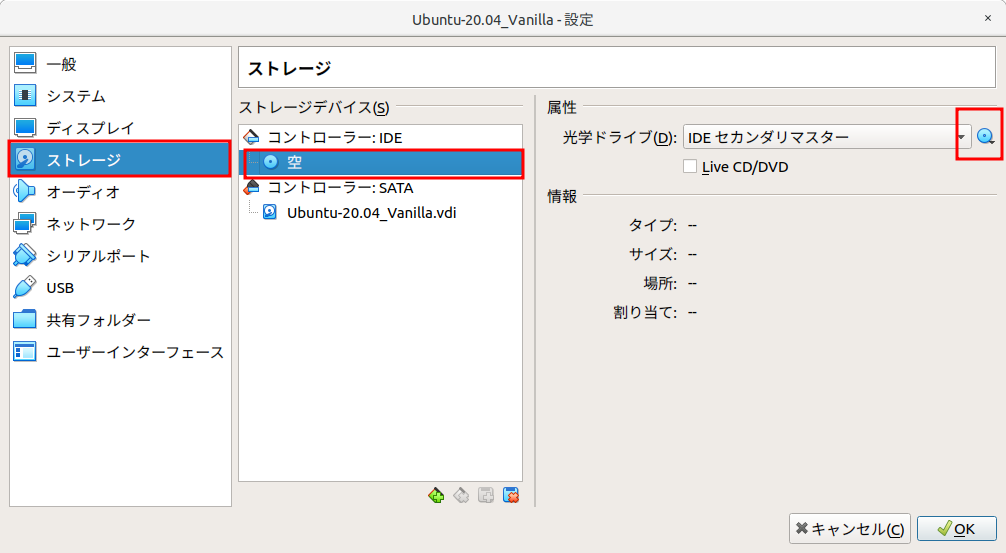 Ubuntu-20.04_Vanilla - 設定
一般
システム
ディスプレイ
ストレージ
オーディオ
ネットワーク
シリアルポート
USB
共有フォルダー
ユーザーインターフェース
ストレージ
ストレージデバイス(S)
コントローラー: IDE
空
コントローラー: SATA
Ubuntu-20.04_Vanilla.vdi
属性
光学ドライブ(D): IDE セカンダリマスター
Live CD/DVD
情報
タイプ: --
サイズ: --
場所: --
割り当て: --
キャンセル(C) OK